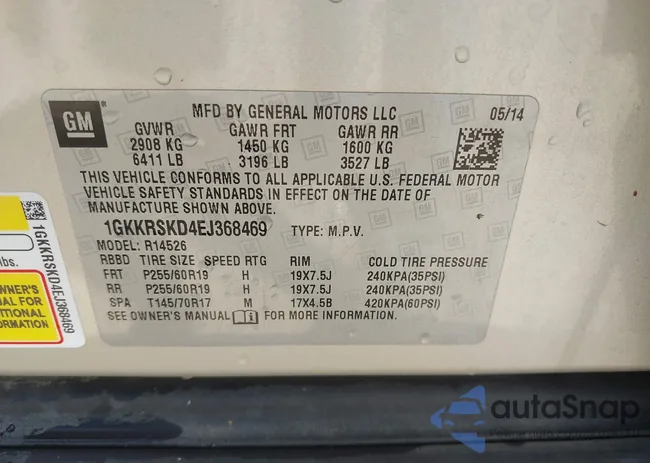 GM
MFD BY GENERAL MOTORS LLC 05/14
GVWR GAWR FRT GAWR RR
2908 KG 1450 KG 1600 KG
6411 LB 3196 LB 3527 LB
THIS VEHICLE CONFORMS TO ALL APPLICABLE U.S. FEDERAL MOTOR
VEHICLE SAFETY STANDARDS IN EFFECT ON THE DATE OF
MANUFACTURE SHOWN ABOVE.
1GKKRSKD4EJ368469 TYPE: M.P.V.
MODEL: R14526
RBBD TIRE SIZE SPEED RTG RIM COLD TIRE PRESSURE
FRT P255/60R19 H 19X7.5J 240KPA(35PSI)
RR P255/60R19 H 19X7.5J 240KPA(35PSI)
SPA T145/70R17 M 17X4.5B 420KPA(60PSI)
SEE OWNER'S MANUAL FOR MORE INFORMATION.
1GKKRSKD4EJ368469
lbs.
OWNER'S
MANUAL FOR
autaSnap